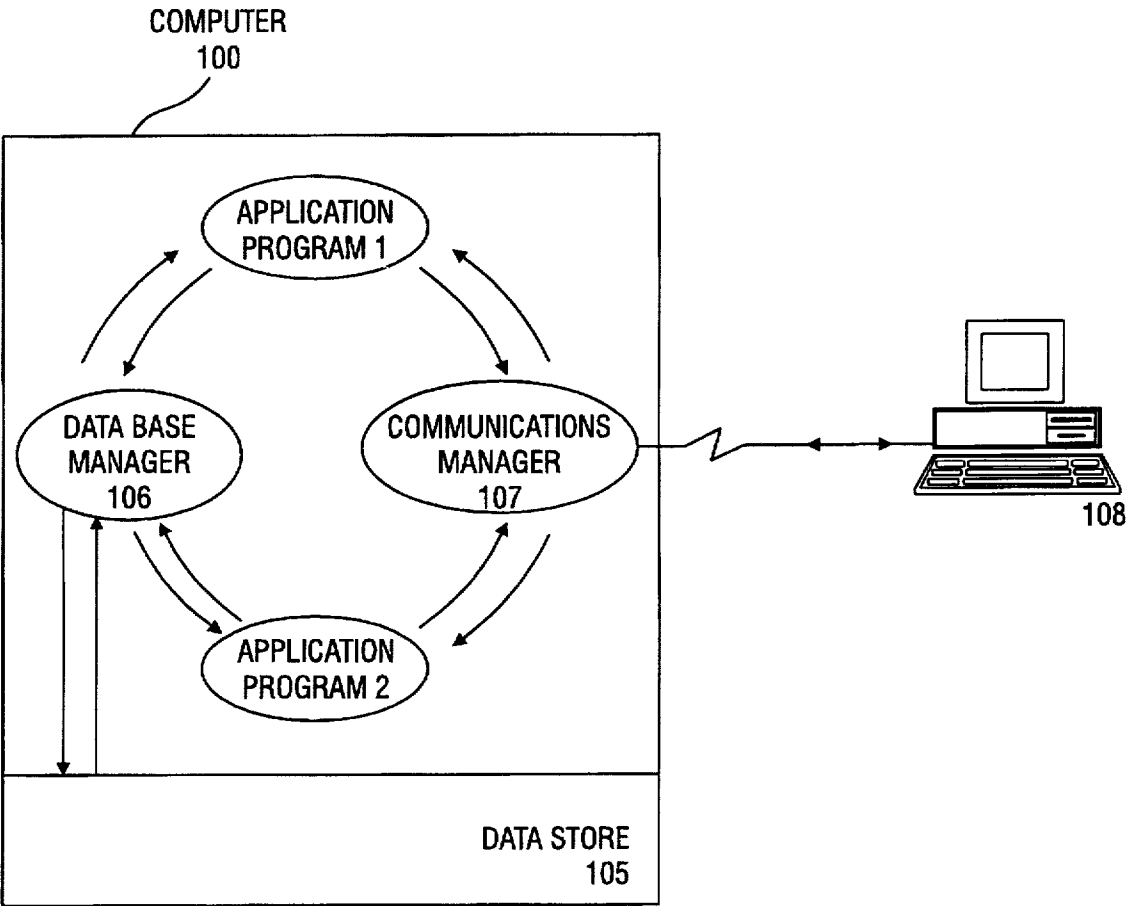 COMPUTER
100
APPLICATION
PROGRAM 1
DATA BASE
MANAGER
106
COMMUNICATIONS
MANAGER
107
108
APPLICATION
PROGRAM 2
DATA STORE
105